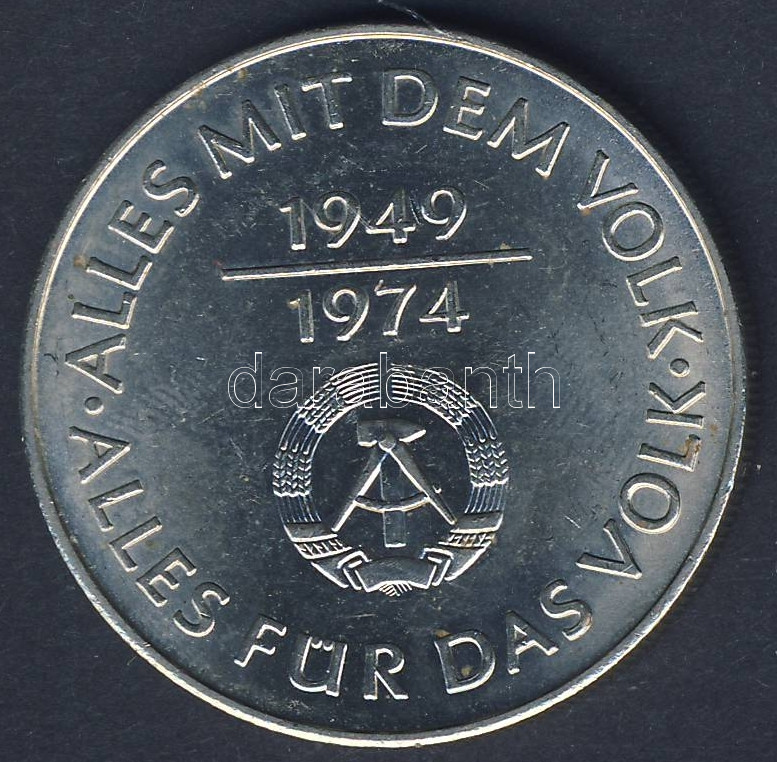 · ALLES MIT DEM VOLK · ALLES FÜR DAS VOLK
1949
1974
darabanth